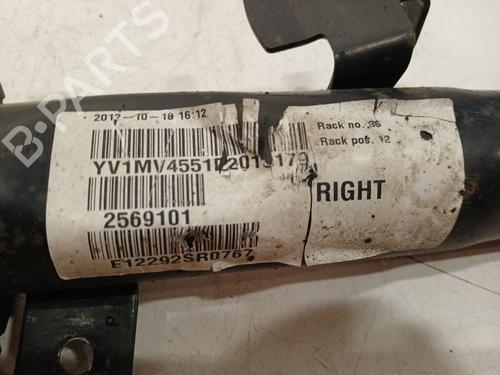 2012-10-18 16:12
Rack no. 36
Rack pos. 12
RIGHT
2569101
E12292SR0767
B-PARTS